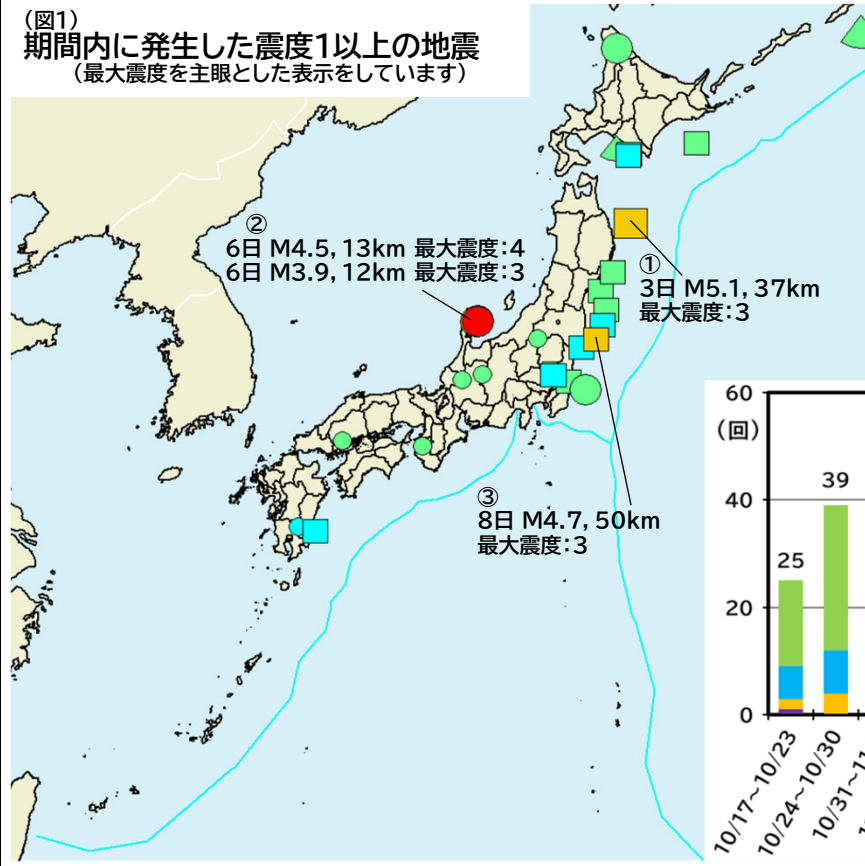 (図1)
期間内に発生した震度1以上の地震
(最大震度を主眼とした表示をしています)
②
6日 M4.5, 13km 最大震度:4
6日 M3.9, 12km 最大震度:3
①
3日 M5.1, 37km
最大震度:3
③
8日 M4.7, 50km
最大震度:3
60
(回)
40
20
0
39
25
10/17~10/23
10/24~10/30
10/31~11